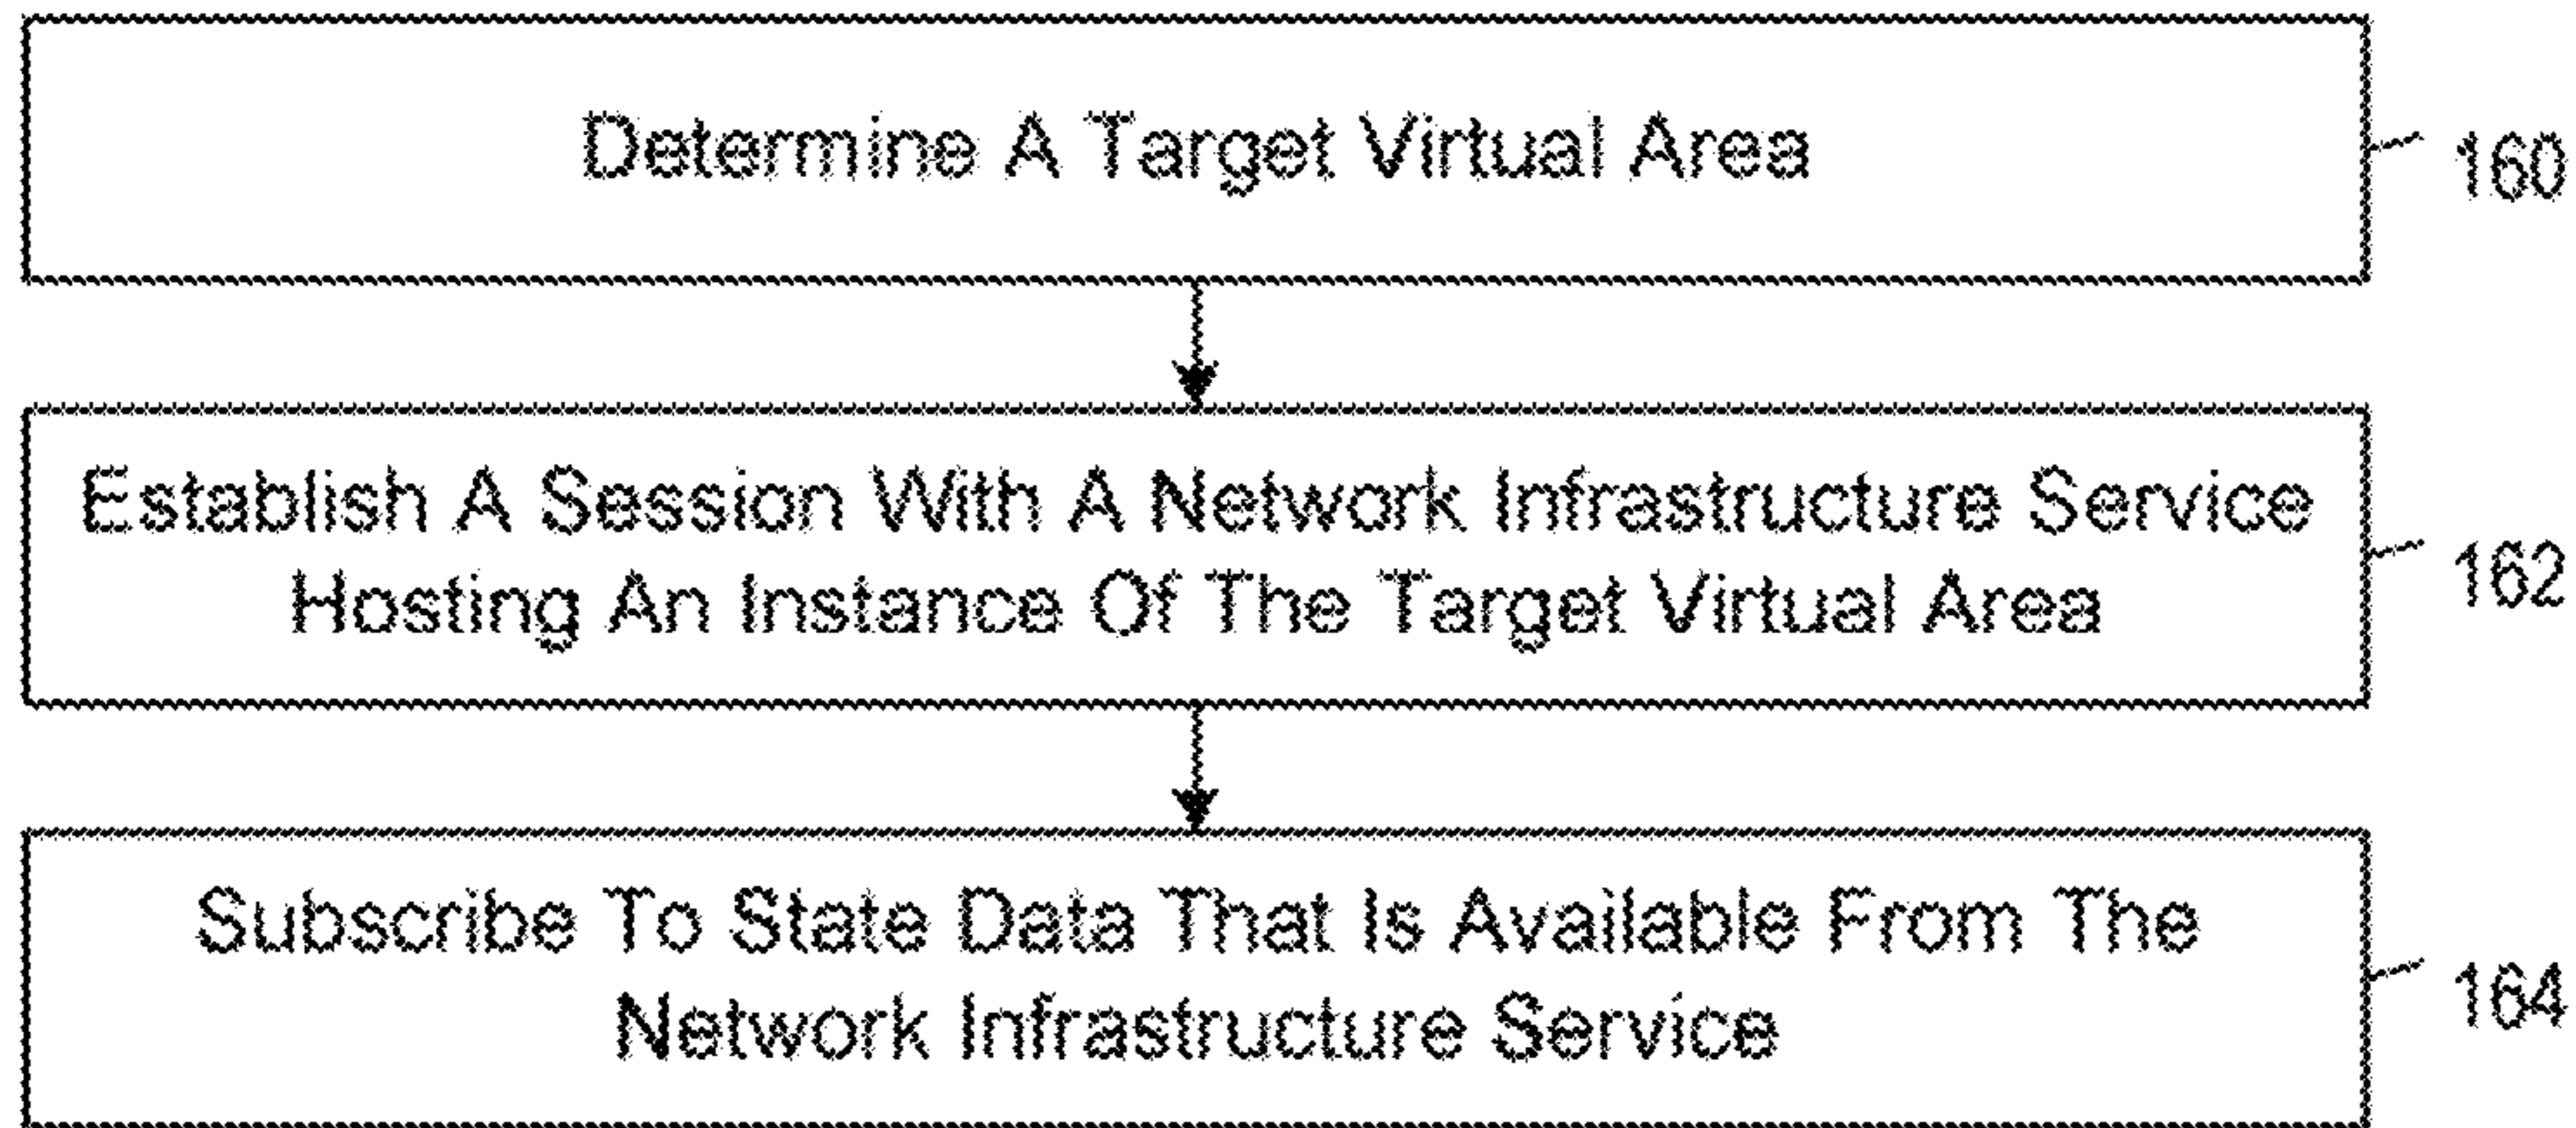 Determine A Target Virtual Area
160
Establish A Session With A Network Infrastructure Service
Hosting An Instance Of The Target Virtual Area
162
Subscribe To State Data That Is Available From The
Network Infrastructure Service
164